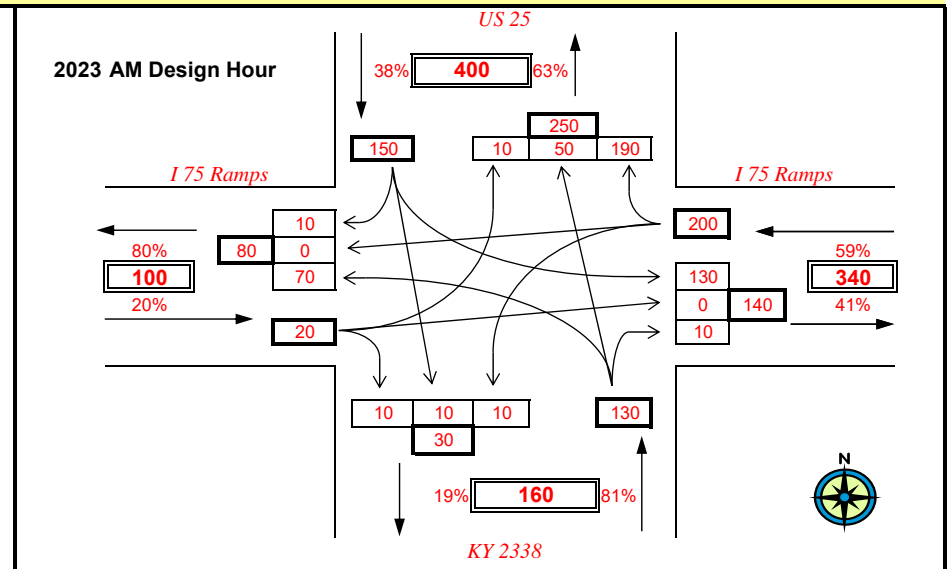 US 25
2023 AM Design Hour
38% 400 63%
250
150 10 50 190
I 75 Ramps I 75 Ramps
10 200
80% 80 0 59%
100 70 130 340
20% 0 140 41%
20 10
10 10 10 130
30
N
19% 160 81%
KY 2338